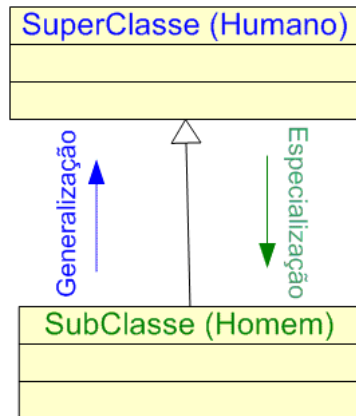 SuperClasse (Humano)
Generalização
Especialização
SubClasse (Homem)